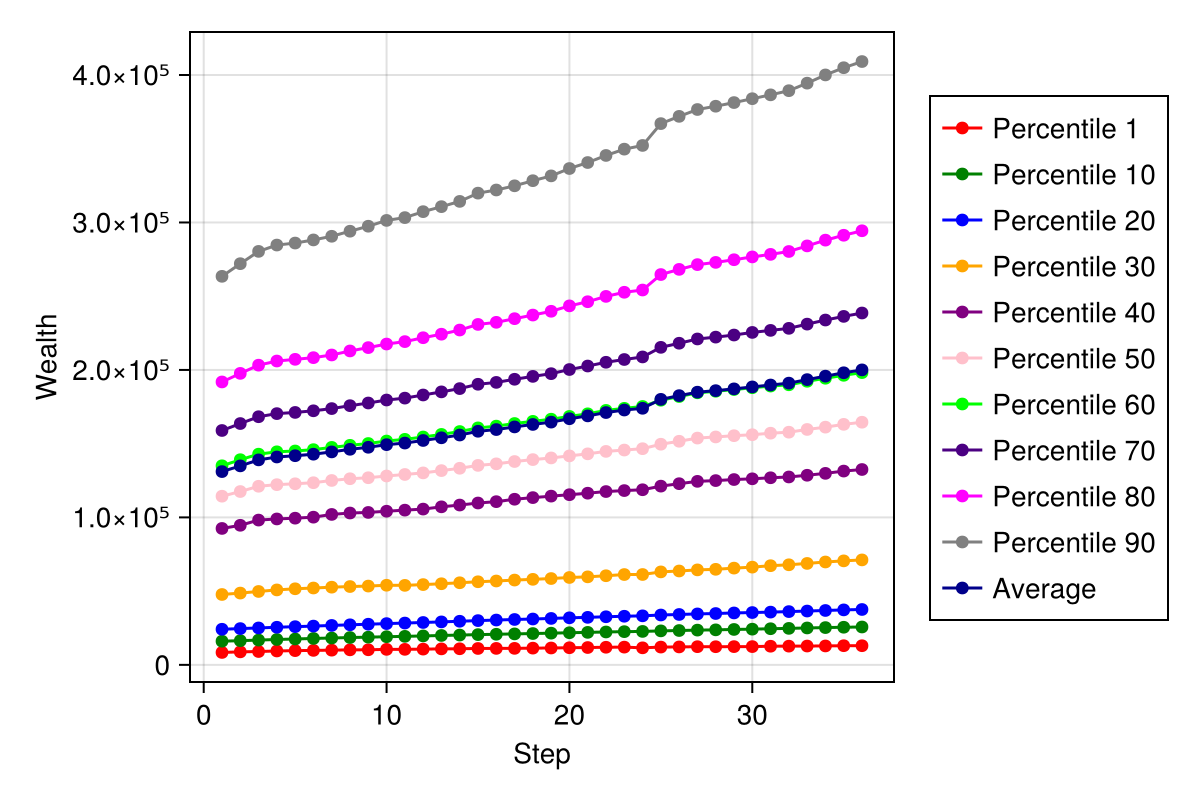 4.0×10⁵
3.0×10⁵
2.0×10⁵
1.0×10⁵
0
Wealth
0 10 20 30
Step
Percentile 1
Percentile 10
Percentile 20
Percentile 30
Percentile 40
Percentile 50
Percentile 60
Percentile 70
Percentile 80
Percentile 90
Average